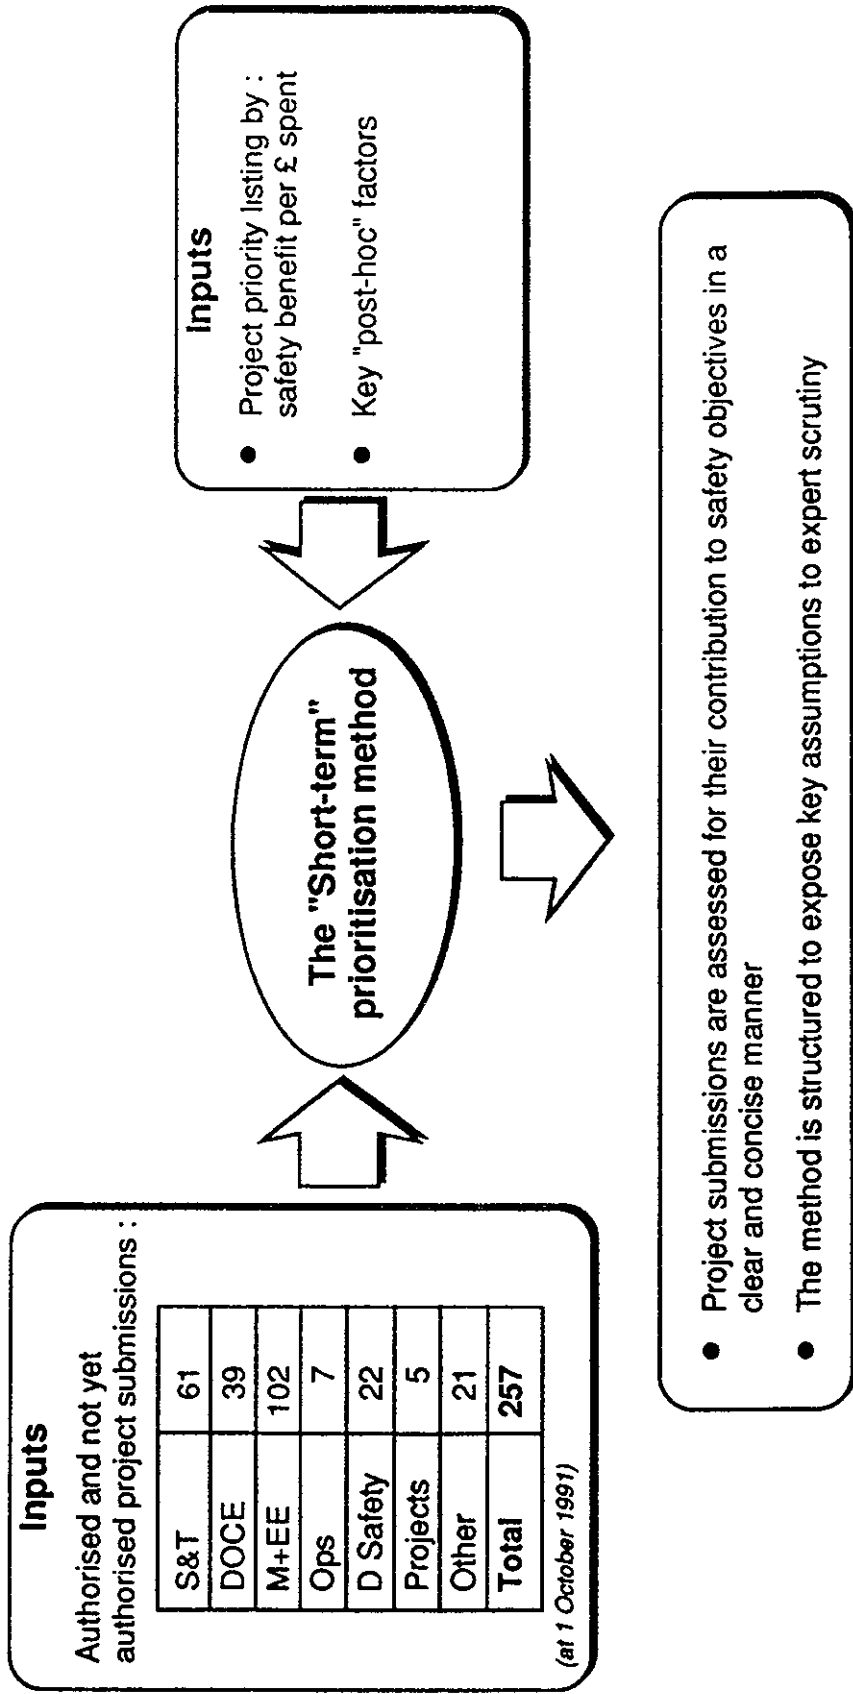 Inputs
Authorised and not yet
authorised project submissions :
S&T 61
DOCE 39
M+EE 102
Ops 7
D Safety 22
Projects 5
Other 21
Total 257
(at 1 October 1991)
The "Short-term"
prioritisation method
Inputs
● Project priority listing by :
safety benefit per £ spent
● Key "post-hoc" factors
● Project submissions are assessed for their contribution to safety objectives in a
clear and concise manner
● The method is structured to expose key assumptions to expert scrutiny